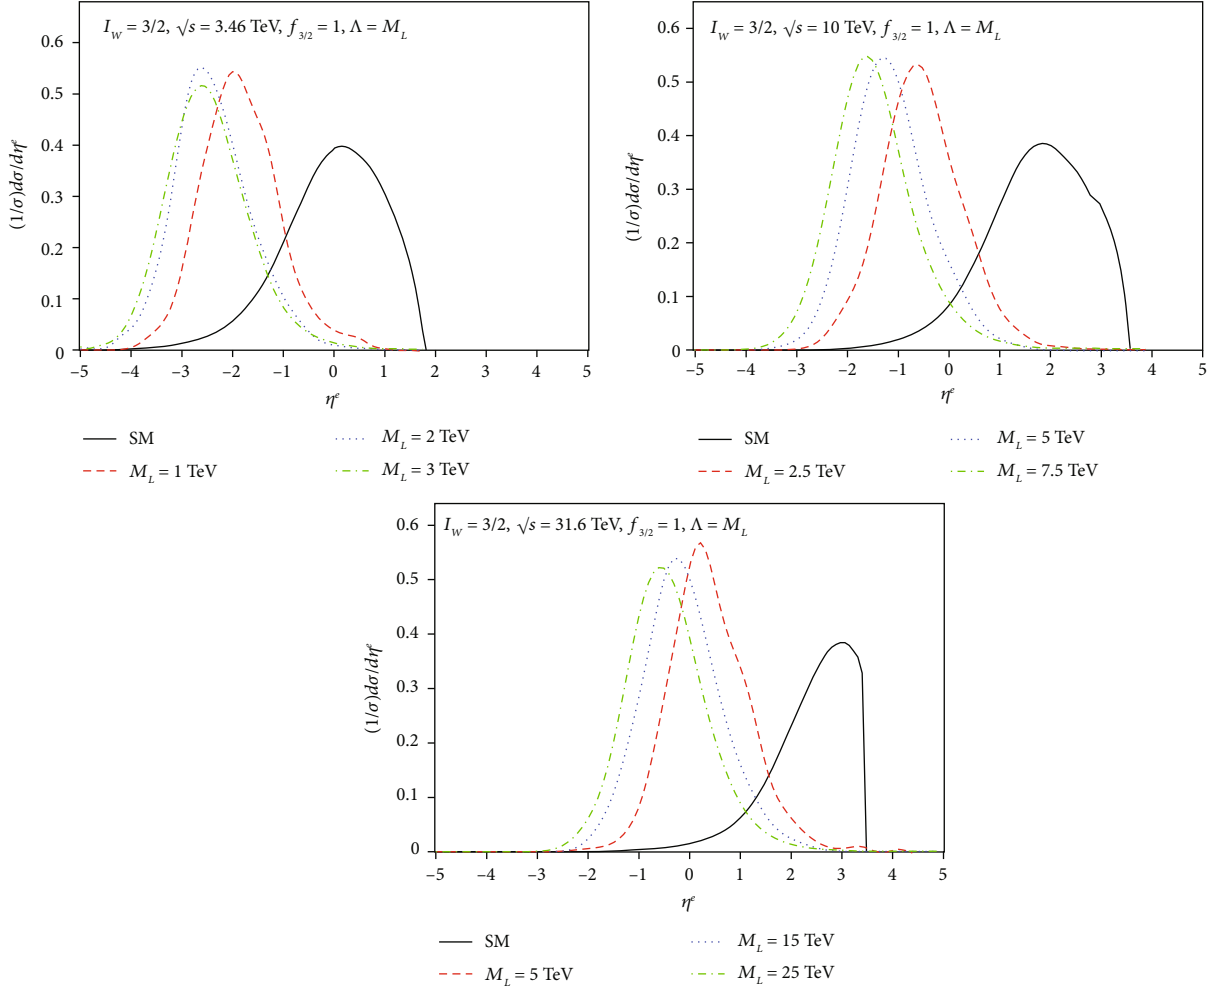 I_W = 3/2, √s = 3.46 TeV, f_3/2 = 1, Λ = M_L
(1/σ)dσ/dη^e
0.6
0.5
0.4
0.3
0.2
0.1
0
−5 −4 −3 −2 −1 0 1 2 3 4 5
η^e
SM
M_L = 1 TeV
M_L = 2 TeV
M_L = 3 TeV
I_W = 3/2, √s = 10 TeV, f_3/2 = 1, Λ = M_L
(1/σ)dσ/dη^e
0.6
0.5
0.4
0.3
0.2
0.1
0
−5 −4 −3 −2 −1 0 1 2 3 4 5
η^e
SM
M_L = 2.5 TeV
M_L = 5 TeV
M_L = 7.5 TeV
I_W = 3/2, √s = 31.6 TeV, f_3/2 = 1, Λ = M_L
(1/σ)dσ/dη^e
0.6
0.5
0.4
0.3
0.2
0.1
0
−5 −4 −3 −2 −1 0 1 2 3 4 5
η^e
SM
M_L = 5 TeV
M_L = 15 TeV
M_L = 25 TeV